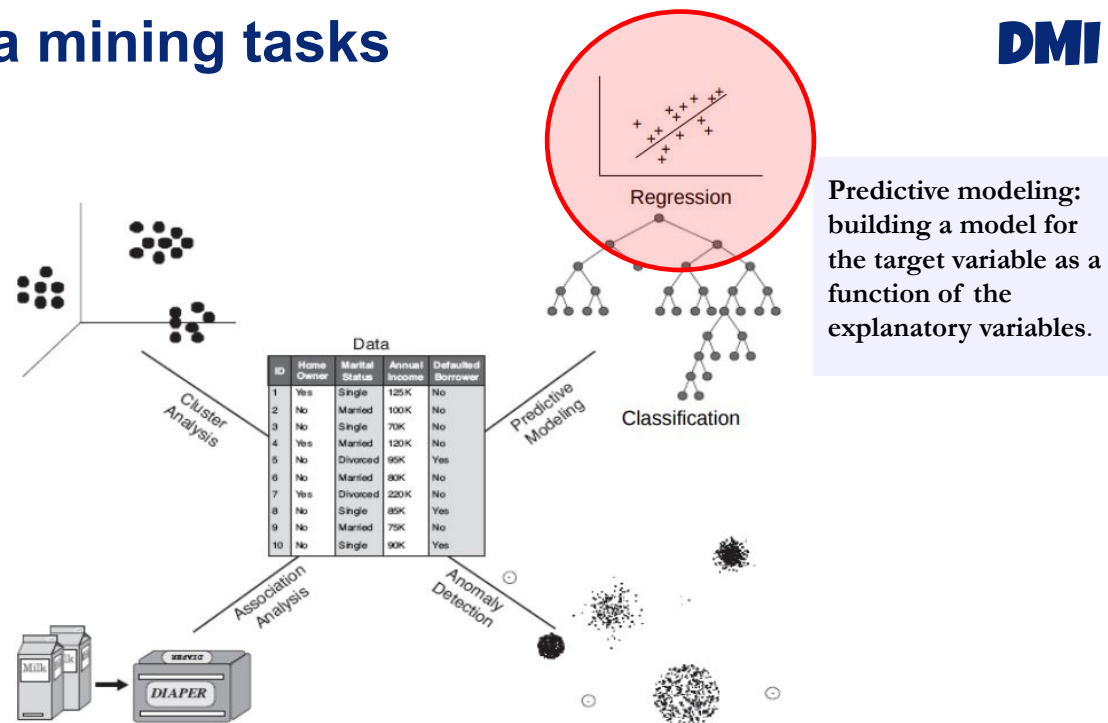 a mining tasks
DMI
Regression
Predictive modeling:
building a model for
the target variable as a
function of the
explanatory variables.
Data
ID Home Owner Marital Status Annual Income Defaulted Borrower
1 Yes Single 125K No
2 No Married 100K No
3 No Single 70K No
4 Yes Married 120K No
5 No Divorced 95K Yes
6 No Married 80K No
7 Yes Divorced 220K No
8 No Single 85K Yes
9 No Married 75K No
10 No Single 90K Yes
Cluster
Analysis
Predictive
Modeling
Classification
Association
Analysis
Anomaly
Detection
Milk
DIAPER
DIAPER